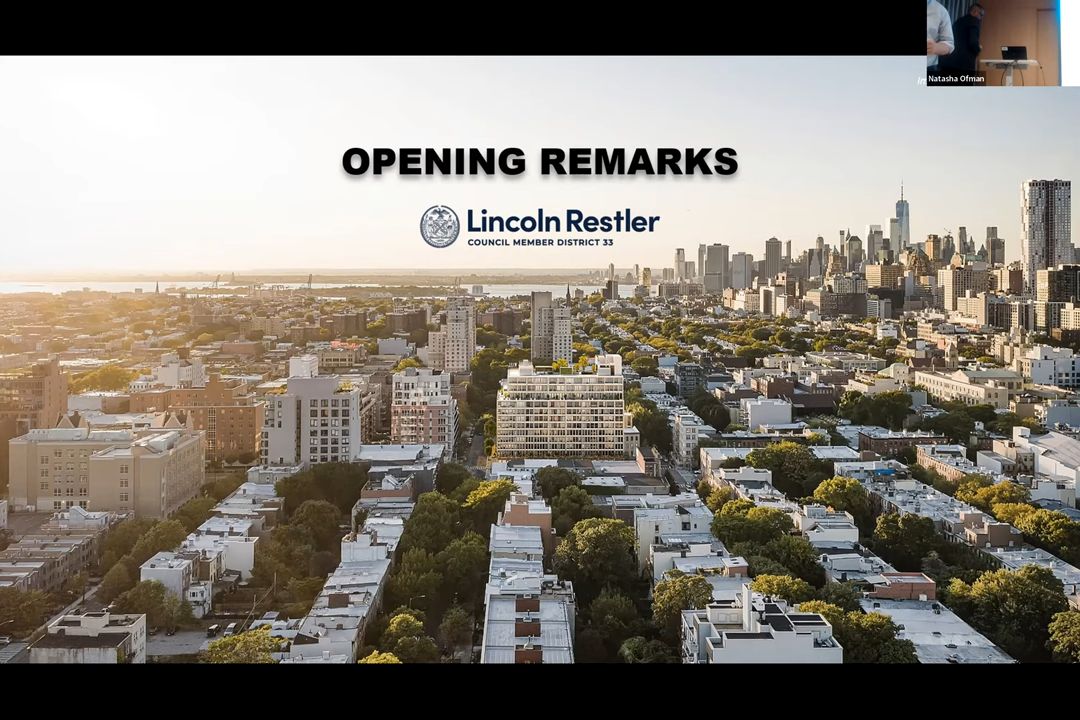 OPENING REMARKS
Lincoln Restler
COUNCIL MEMBER DISTRICT 33
Natasha Ofman